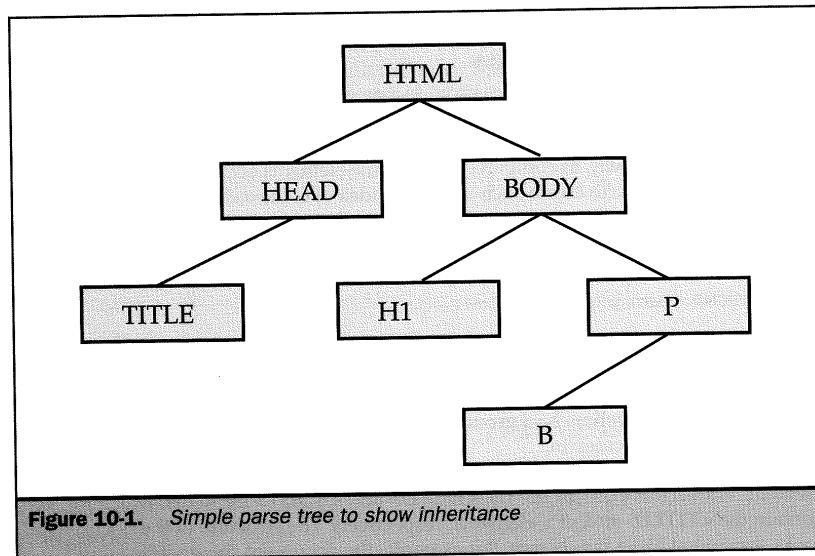 HTML
HEAD
BODY
TITLE
H1
P
B
Figure 10-1. Simple parse tree to show inheritance